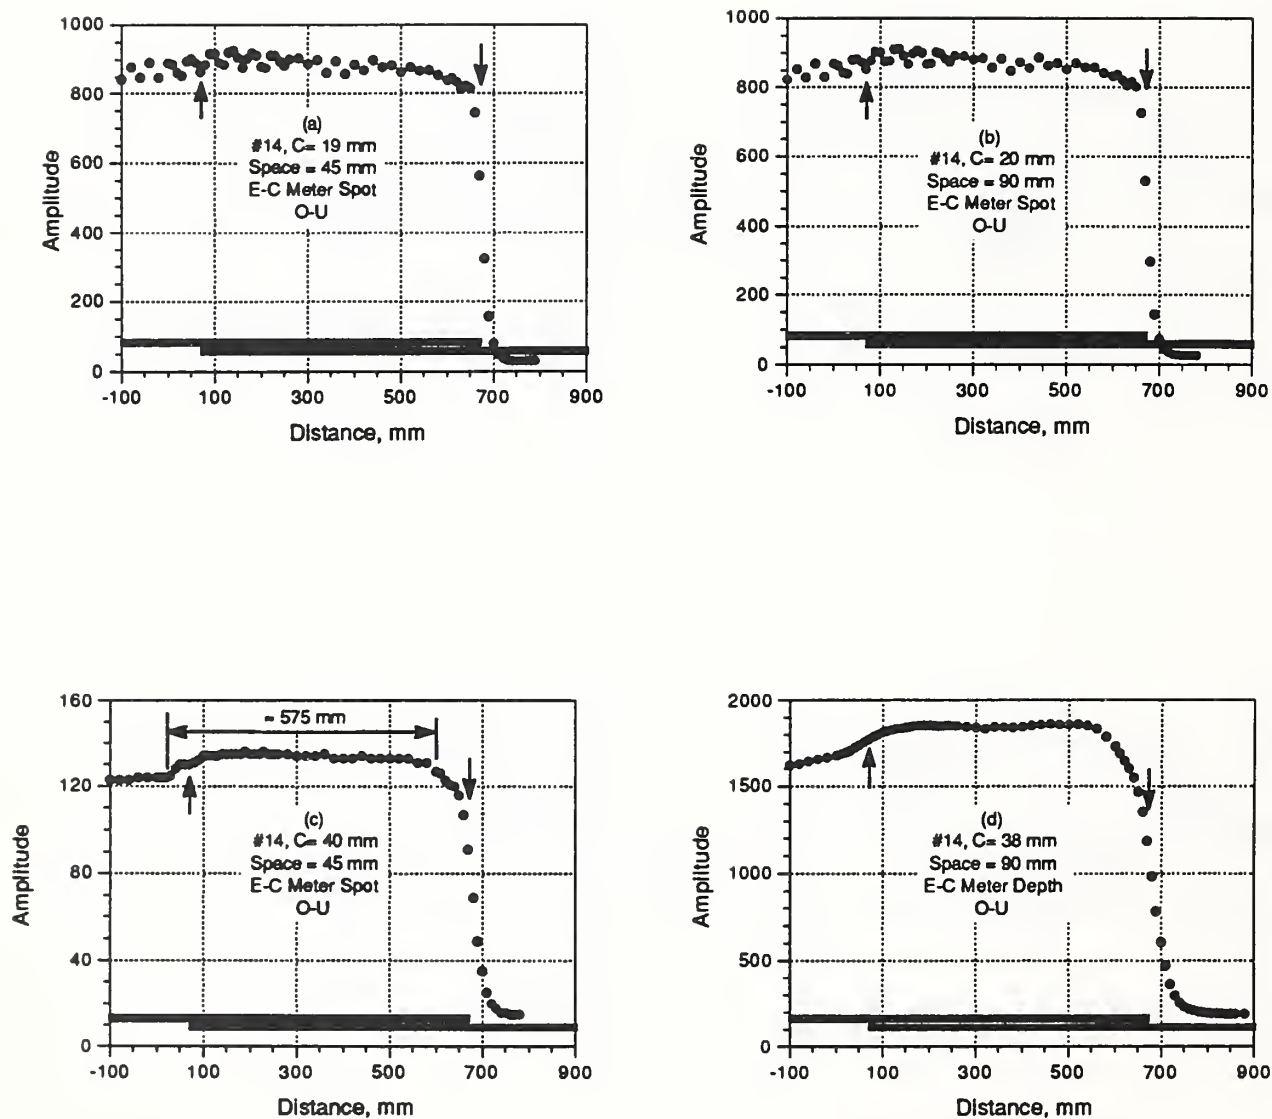 1000
800
600
400
200
0
Amplitude
(a)
#14, C= 19 mm
Space = 45 mm
E-C Meter Spot
O-U
-100 100 300 500 700 900
Distance, mm
1000
800
600
400
200
0
Amplitude
(b)
#14, C= 20 mm
Space = 90 mm
E-C Meter Spot
O-U
-100 100 300 500 700 900
Distance, mm
160
120
80
40
0
Amplitude
≈ 575 mm
(c)
#14, C= 40 mm
Space = 45 mm
E-C Meter Spot
O-U
-100 100 300 500 700 900
Distance, mm
2000
1500
1000
500
0
Amplitude
(d)
#14, C= 38 mm
Space = 90 mm
E-C Meter Depth
O-U
-100 100 300 500 700 900
Distance, mm